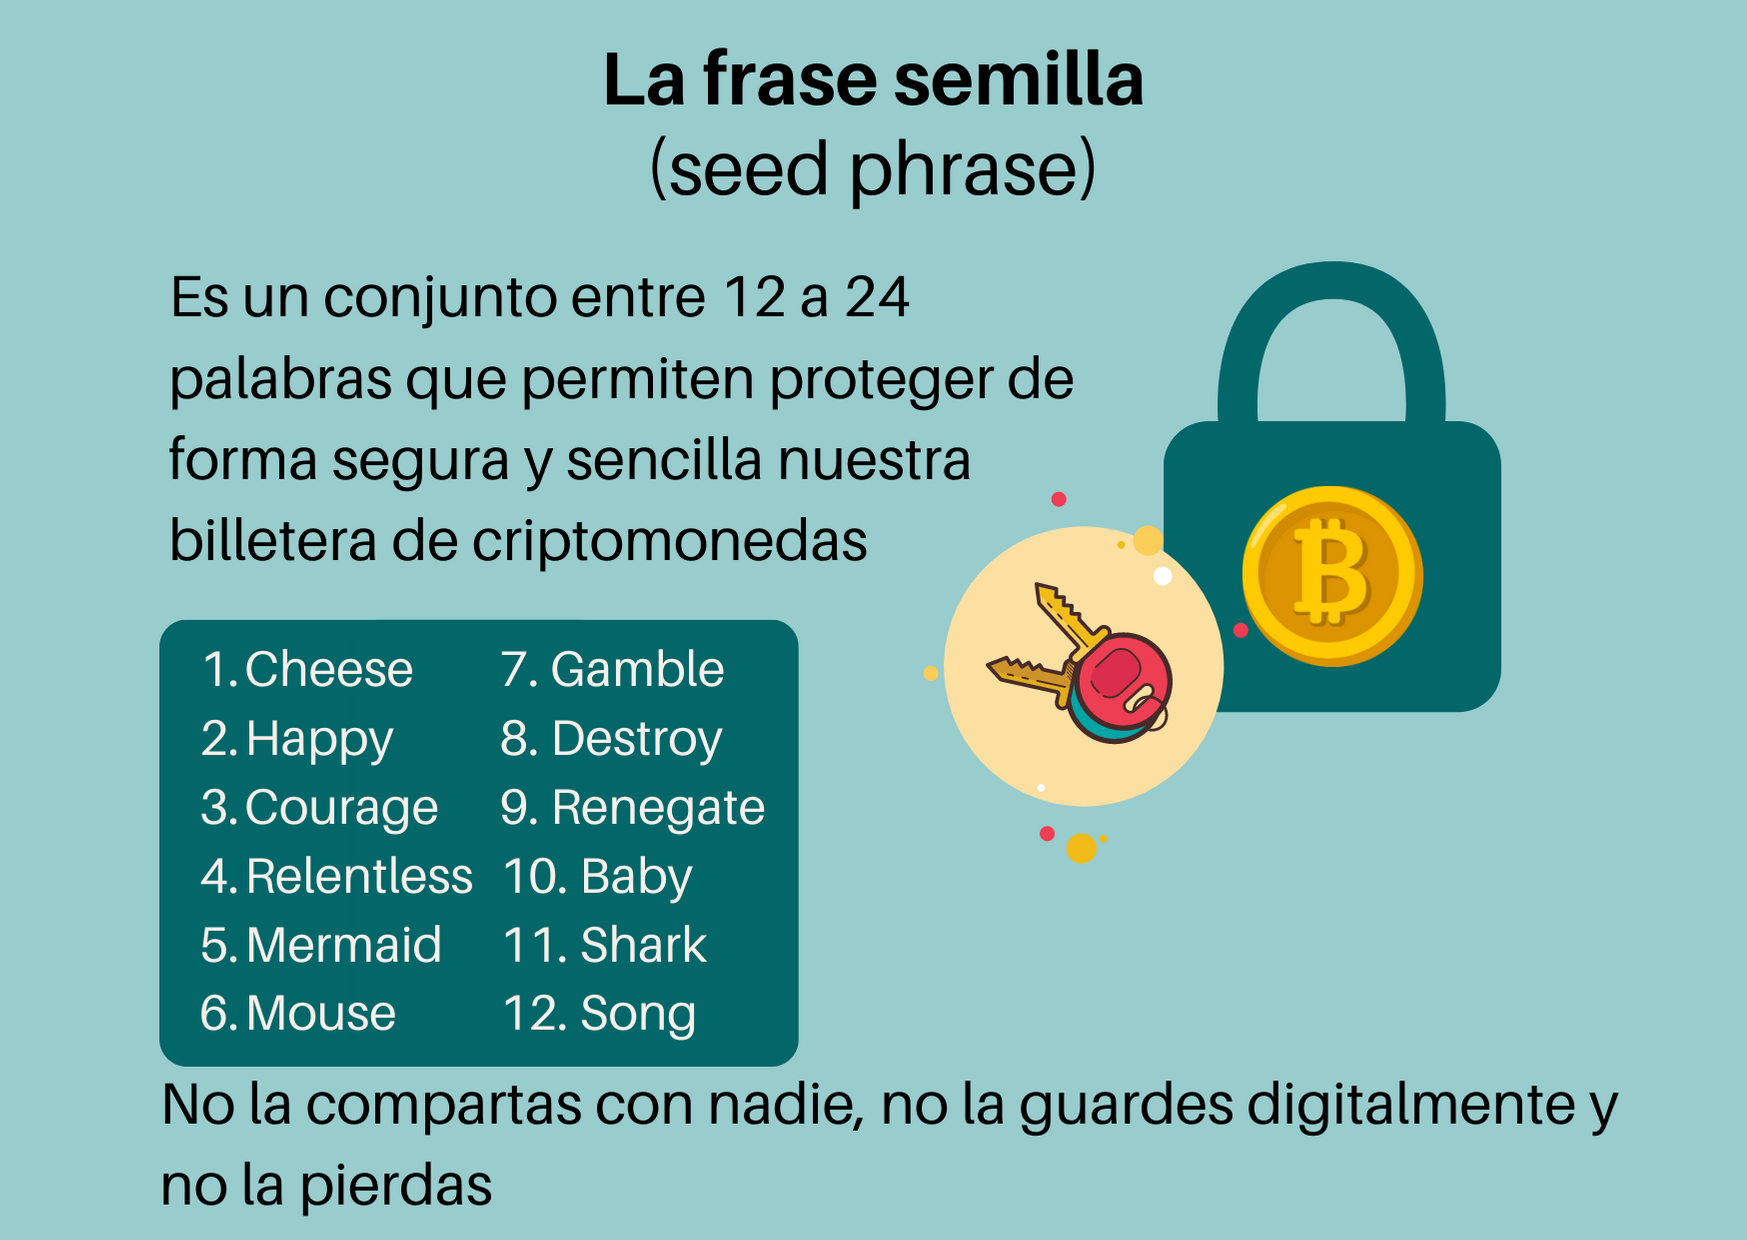 La frase semilla
(seed phrase)
Es un conjunto entre 12 a 24
palabras que permiten proteger de
forma segura y sencilla nuestra
billetera de criptomonedas
1. Cheese
2. Happy
3. Courage
4. Relentless
5. Mermaid
6. Mouse
7. Gamble
8. Destroy
9. Renegate
10. Baby
11. Shark
12. Song
No la compartas con nadie, no la guardes digitalmente y
no la pierdas